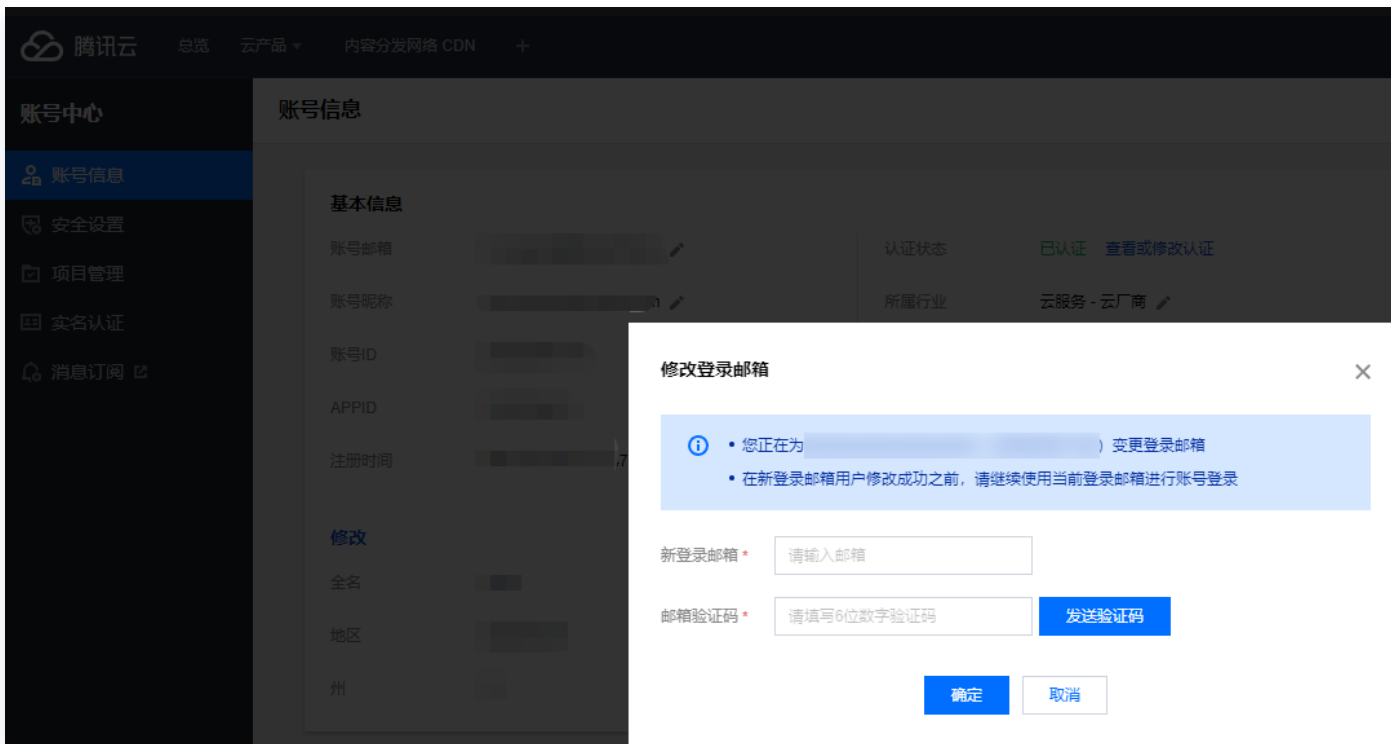 腾讯云 总览 云产品 内容分发网络 CDN +
账号中心
账号信息
账号信息
安全设置
项目管理
实名认证
消息订阅
基本信息
账号邮箱
认证状态 已认证 查看或修改认证
账号昵称
所属行业 云服务 - 云厂商
账号ID
APPID
注册时间
修改
全名
地区
州
修改登录邮箱
• 您正在为 ) 变更登录邮箱
• 在新登录邮箱用户修改成功之前，请继续使用当前登录邮箱进行账号登录
新登录邮箱 * 请输入邮箱
邮箱验证码 * 请填写6位数字验证码 发送验证码
确定 取消